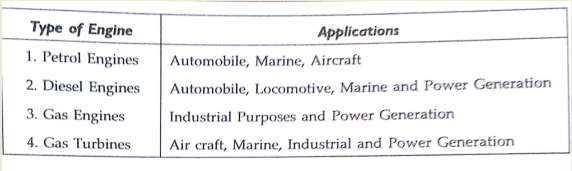 Type of Engine Applications
1. Petrol Engines Automobile, Marine, Aircraft
2. Diesel Engines Automobile, Locomotive, Marine and Power Generation
3. Gas Engines Industrial Purposes and Power Generation
4. Gas Turbines Air craft, Marine, Industrial and Power Generation